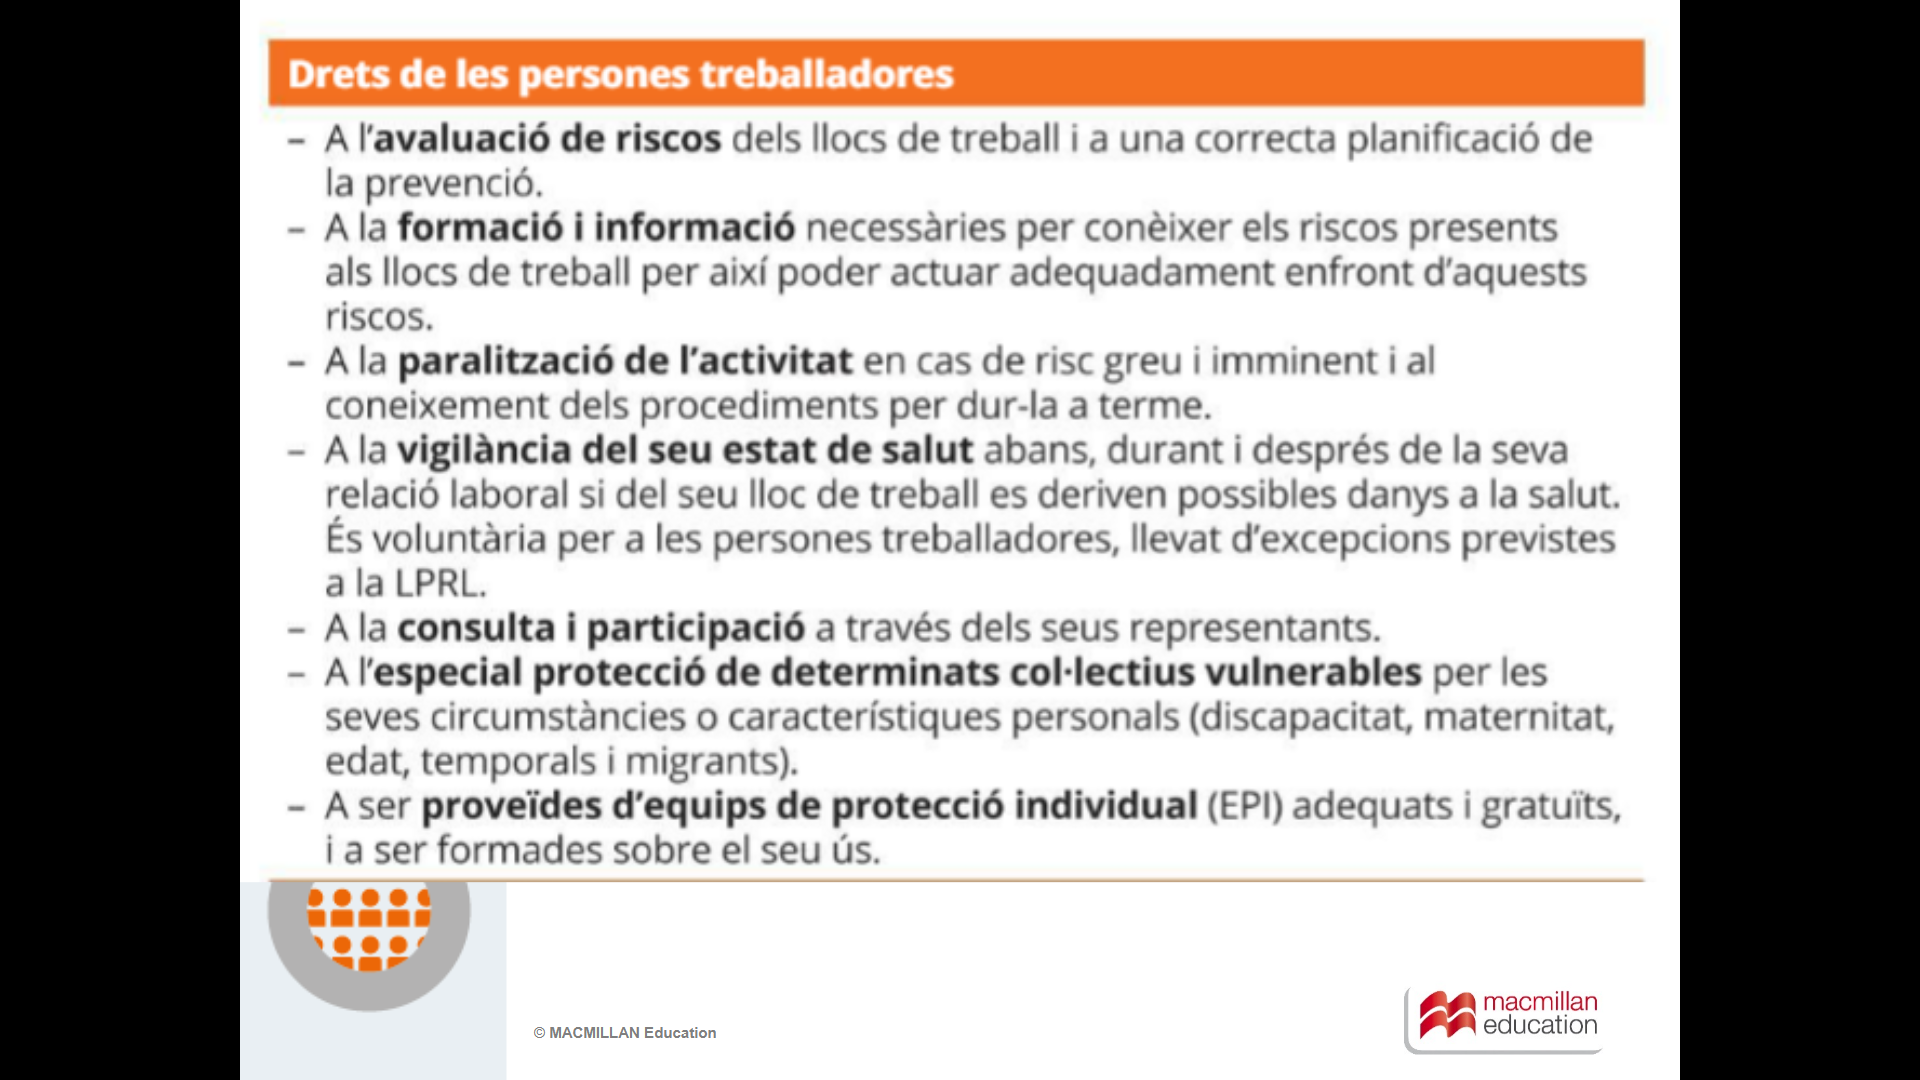 Drets de les persones treballadores
– A l’avaluació de riscos dels llocs de treball i a una correcta planificació de
la prevenció.
– A la formació i informació necessàries per conèixer els riscos presents
als llocs de treball per així poder actuar adequadament enfront d’aquests
riscos.
– A la paralització de l’activitat en cas de risc greu i imminent i al
coneixement dels procediments per dur-la a terme.
– A la vigilància del seu estat de salut abans, durant i després de la seva
relació laboral si del seu lloc de treball es deriven possibles danys a la salut.
És voluntària per a les persones treballadores, llevat d’excepcions previstes
a la LPRL.
– A la consulta i participació a través dels seus representants.
– A l’especial protecció de determinats col·lectius vulnerables per les
seves circumstàncies o característiques personals (discapacitat, maternitat,
edat, temporals i migrants).
– A ser proveïdes d’equips de protecció individual (EPI) adequats i gratuïts,
i a ser formades sobre el seu ús.
© MACMILLAN Education
macmillan
education